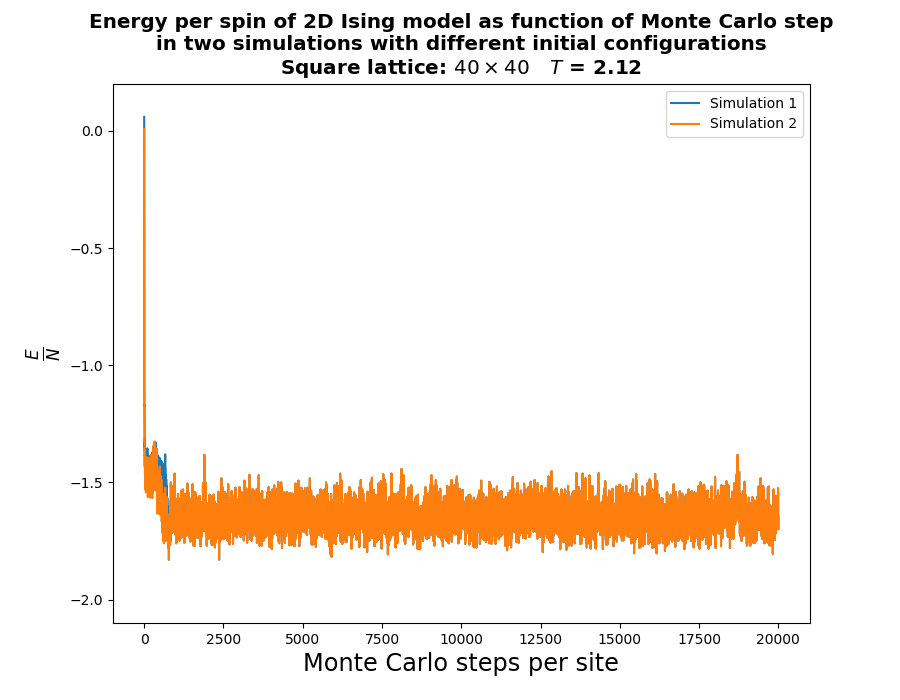 Energy per spin of 2D Ising model as function of Monte Carlo step
in two simulations with different initial configurations
Square lattice: 40 × 40 T = 2.12
Simulation 1
Simulation 2
0.0
−0.5
−1.0
−1.5
−2.0
E
N
0 2500 5000 7500 10000 12500 15000 17500 20000
Monte Carlo steps per site